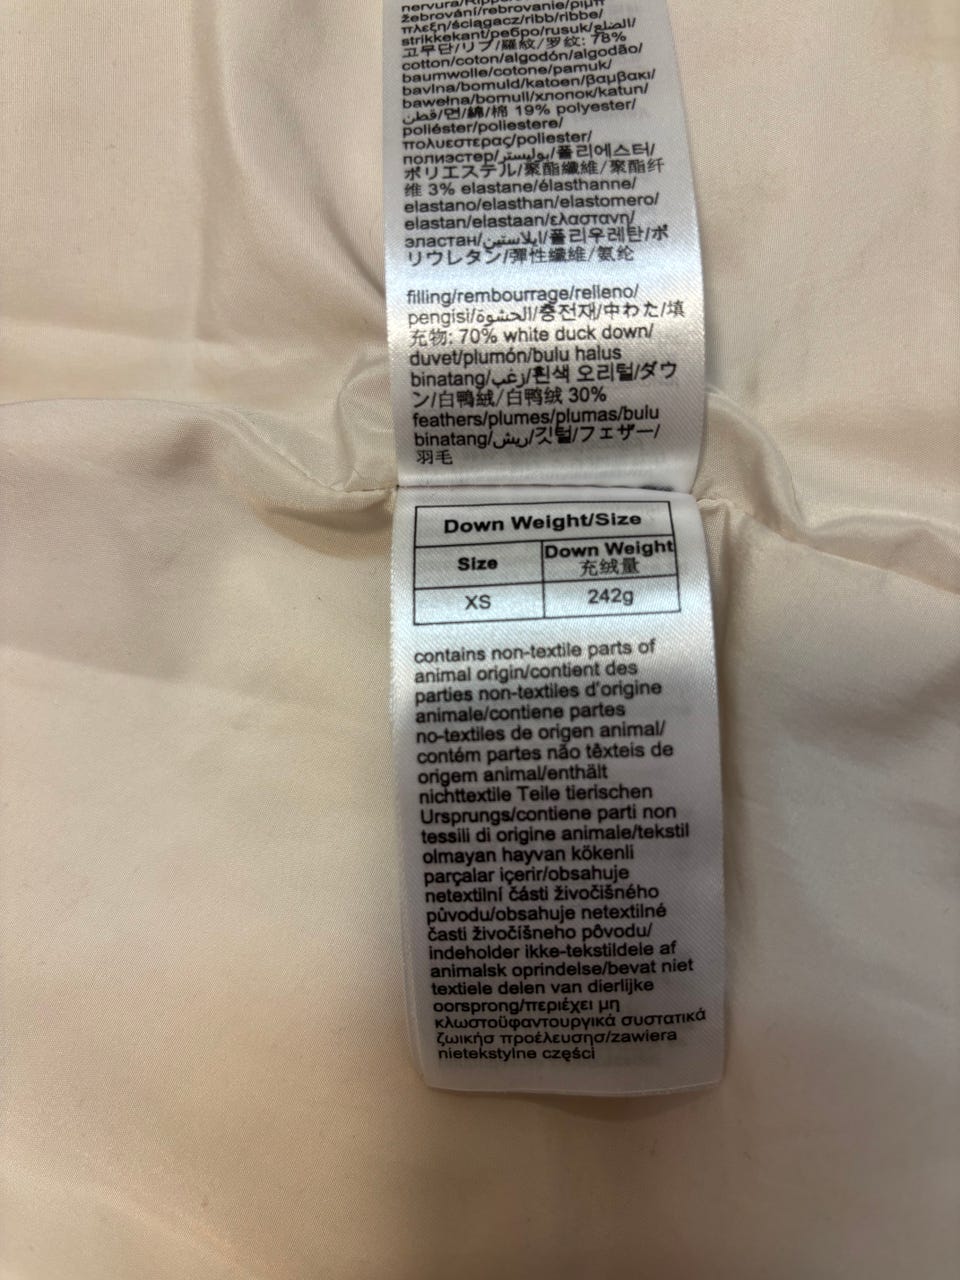 žebrování/rebrovanie/ριμπ
πλεξη/ściągacz/ribb/ribbe/
strikkekant/ребро/rusuk/الضلع/
고무단/リブ/羅紋/罗纹: 78%
cotton/coton/algodón/algodão/
baumwolle/cotone/pamuk/
bavlna/bomuld/katoen/βαμβακι/
bawełna/bomull/хлопок/katun/
قطن/면/綿/棉 19% polyester/
poliéster/poliestere/
πολυεστερας/poliester/
полиэстер/بوليستر/폴리에스터/
ポリエステル/聚酯纖維/聚酯纤
维 3% elastane/élasthanne/
elastano/elasthan/elastomero/
elastan/elastaan/ελαστανη/
эластан/إيلاستين/폴리우레탄/ポ
リウレタン/彈性纖維/氨纶
filling/rembourrage/relleno/
pengisi/الحشوة/충전재/中わた/填
充物: 70% white duck down/
duvet/plumón/bulu halus
binatang/زغب/흰색 오리털/ダウ
ン/白鴨絨/白鸭绒 30%
feathers/plumes/plumas/bulu
binatang/ريش/깃털/フェザー/
羽毛
Down Weight/Size
Size Down Weight
充绒量
XS 242g
contains non-textile parts of
animal origin/contient des
parties non-textiles d'origine
animale/contiene partes
no-textiles de origen animal/
contém partes não têxteis de
origem animal/enthält
nichttextile Teile tierischen
Ursprungs/contiene parti non
tessili di origine animale/tekstil
olmayan hayvan kökenli
parçalar içerir/obsahuje
netextilní části živočišného
původu/obsahuje netextilné
časti živočíšneho pôvodu/
indeholder ikke-tekstildele af
animalsk oprindelse/bevat niet
textiele delen van dierlijke
oorsprong/περιέχει μη
κλωστοϋφαντουργικά συστατικά
ζωικήσ προέλευσησ/zawiera
nietekstylne części